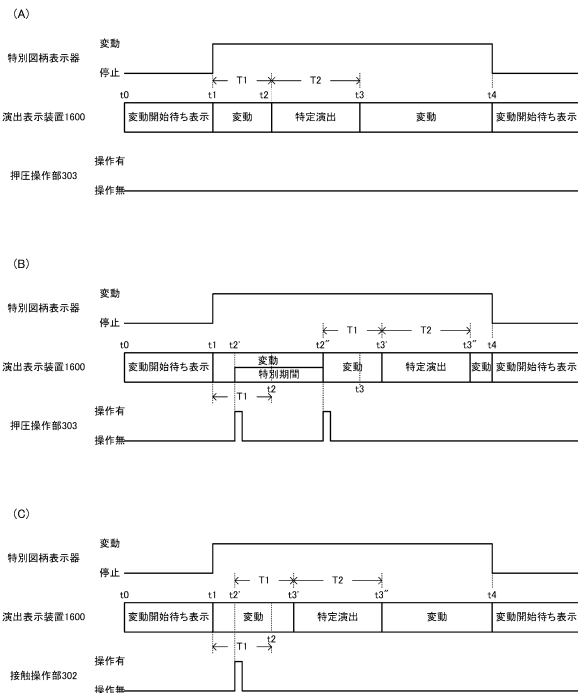 (A)
変動
特別図柄表示器
停止
T1 T2
t0 t1 t2 t3 t4
演出表示装置1600 変動開始待ち表示 変動 特定演出 変動 変動開始待ち表示
操作有
押圧操作部303
操作無
(B)
変動
特別図柄表示器
停止
T1 T2
t0 t1 t2' t2" t3' t3" t4
演出表示装置1600 変動開始待ち表示 変動 特別期間 変動 特定演出 変動 変動開始待ち表示
t2 t3
T1
操作有
押圧操作部303
操作無
(C)
変動
特別図柄表示器
停止
T1 T2
t0 t1 t2' t3' t3" t4
演出表示装置1600 変動開始待ち表示 変動 特定演出 変動 変動開始待ち表示
t2
T1
操作有
接触操作部302
操作無